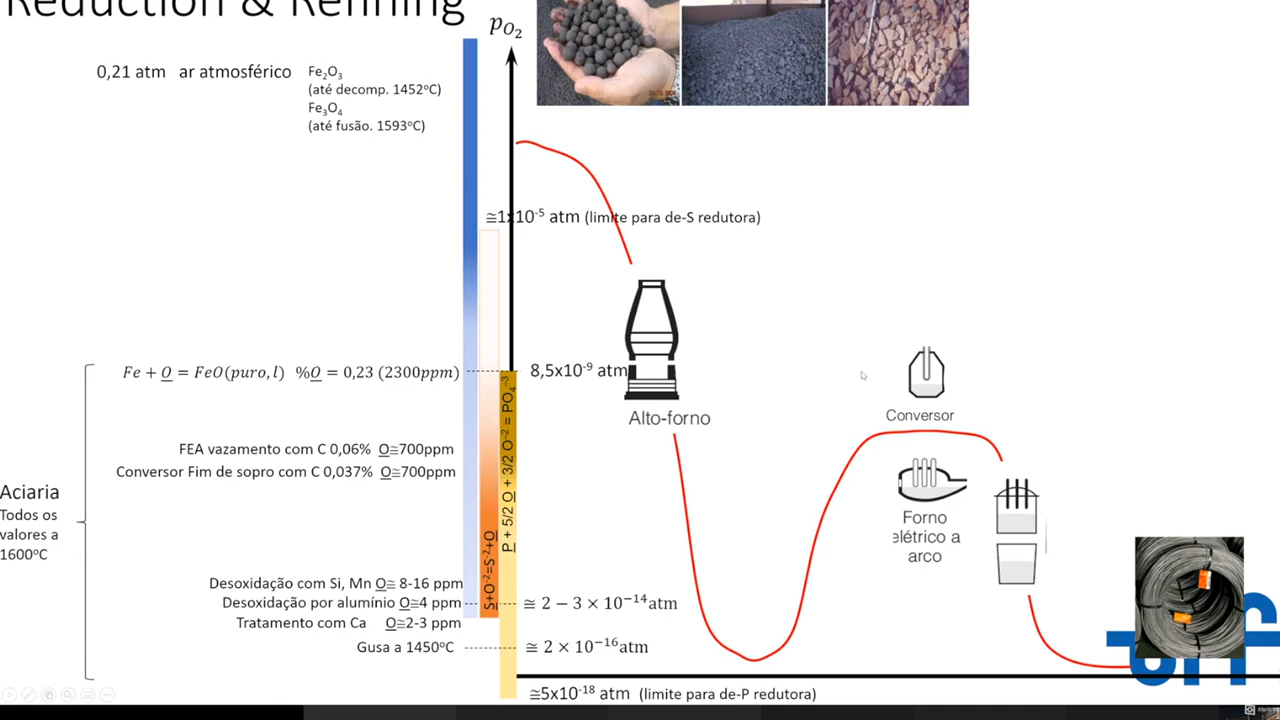 Reduction & Refining
pO₂
0,21 atm ar atmosférico
Fe₂O₃
(até decomp. 1452ºC)
Fe₃O₄
(até fusão. 1593ºC)
≅1x10⁻⁵ atm (limite para de-S redutora)
Fe + O = FeO(puro, l) %O = 0,23 (2300ppm)
8,5x10⁻⁹ atm
Alto-forno
Conversor
FEA vazamento com C 0,06% O≅700ppm
Conversor Fim de sopro com C 0,037% O≅700ppm
P + 5/2 O + 3/2 O⁻² = PO₄⁻³
S+O⁻²=S⁻²+O
Forno
elétrico a
arco
Aciaria
Todos os
valores a
1600ºC
Desoxidação com Si, Mn O≅ 8-16 ppm
Desoxidação por alumínio O≅4 ppm
≅ 2 − 3 × 10⁻¹⁴atm
Tratamento com Ca O≅2-3 ppm
Gusa a 1450ºC
≅ 2 × 10⁻¹⁶atm
≅5x10⁻¹⁸ atm (limite para de-P redutora)